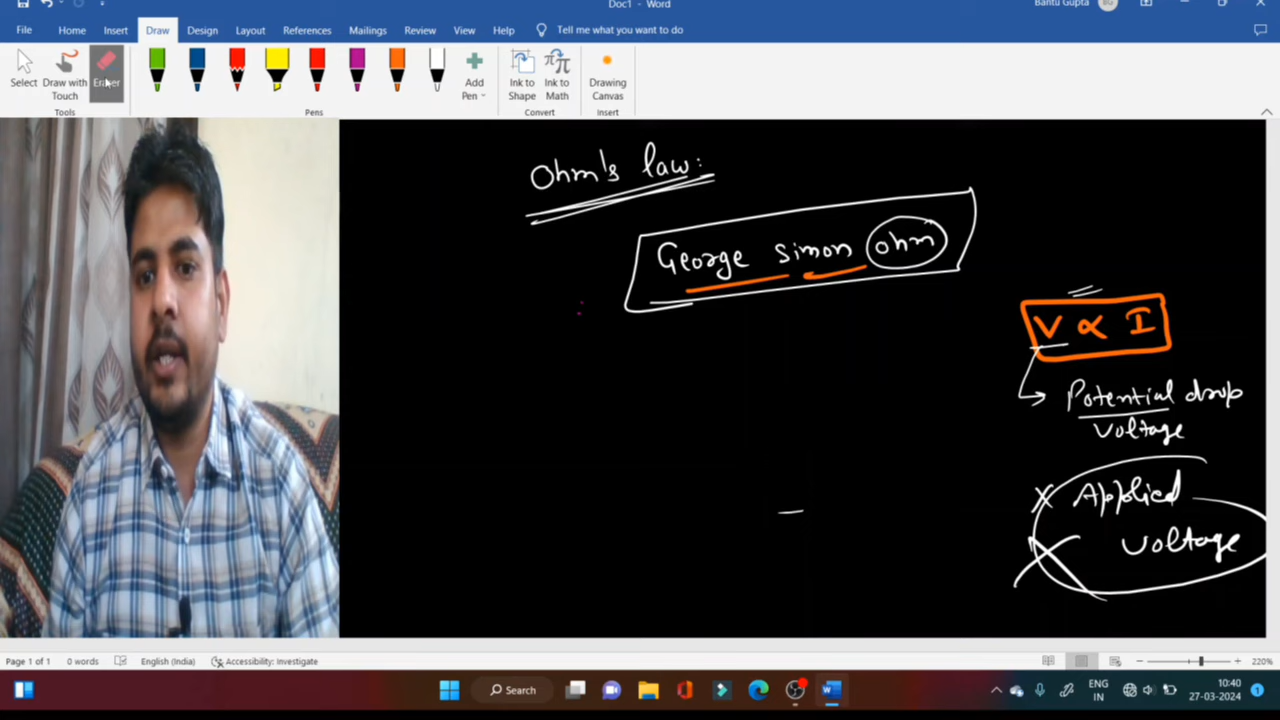 Doc1 - Word
Bantu Gupta
BG
File Home Insert Draw Design Layout References Mailings Review View Help Tell me what you want to do
Select
Draw with Touch
Eraser
Add Pen
Ink to Shape
Ink to Math
Drawing Canvas
Tools Pens Convert Insert
Ohm's law:
George simon ohm
V ∝ I
Potential drop
voltage
X Applied
voltage
Page 1 of 1 0 words English (India) Accessibility: Investigate 220%
Search
ENG
IN
10:40
27-03-2024
1